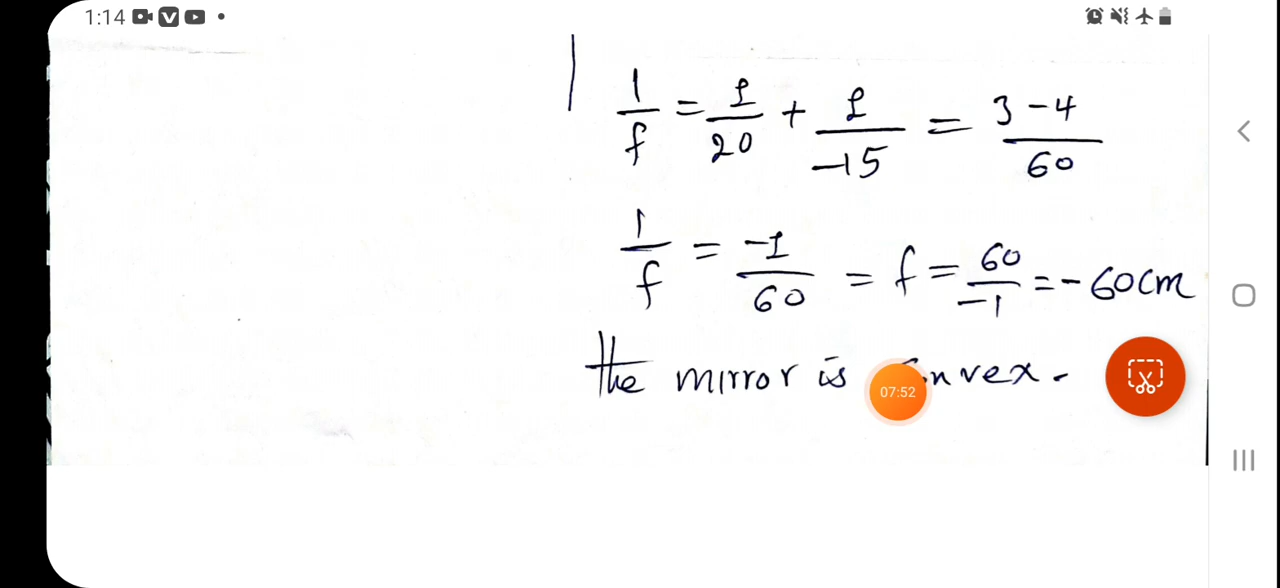 1:14
1/f = 1/20 + 1/-15 = 3-4/60
1/f = -1/60 = f = 60/-1 = -60cm
the mirror is
07:52